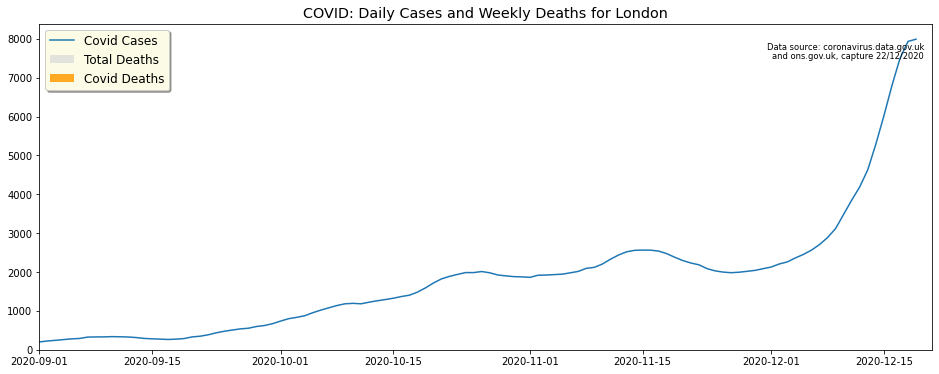 COVID: Daily Cases and Weekly Deaths for London
8000
7000
6000
5000
4000
3000
2000
1000
0
Covid Cases
Total Deaths
Covid Deaths
Data source: coronavirus.data.gov.uk
and ons.gov.uk, capture 22/12/2020
2020-09-01
2020-09-15
2020-10-01
2020-10-15
2020-11-01
2020-11-15
2020-12-01
2020-12-15